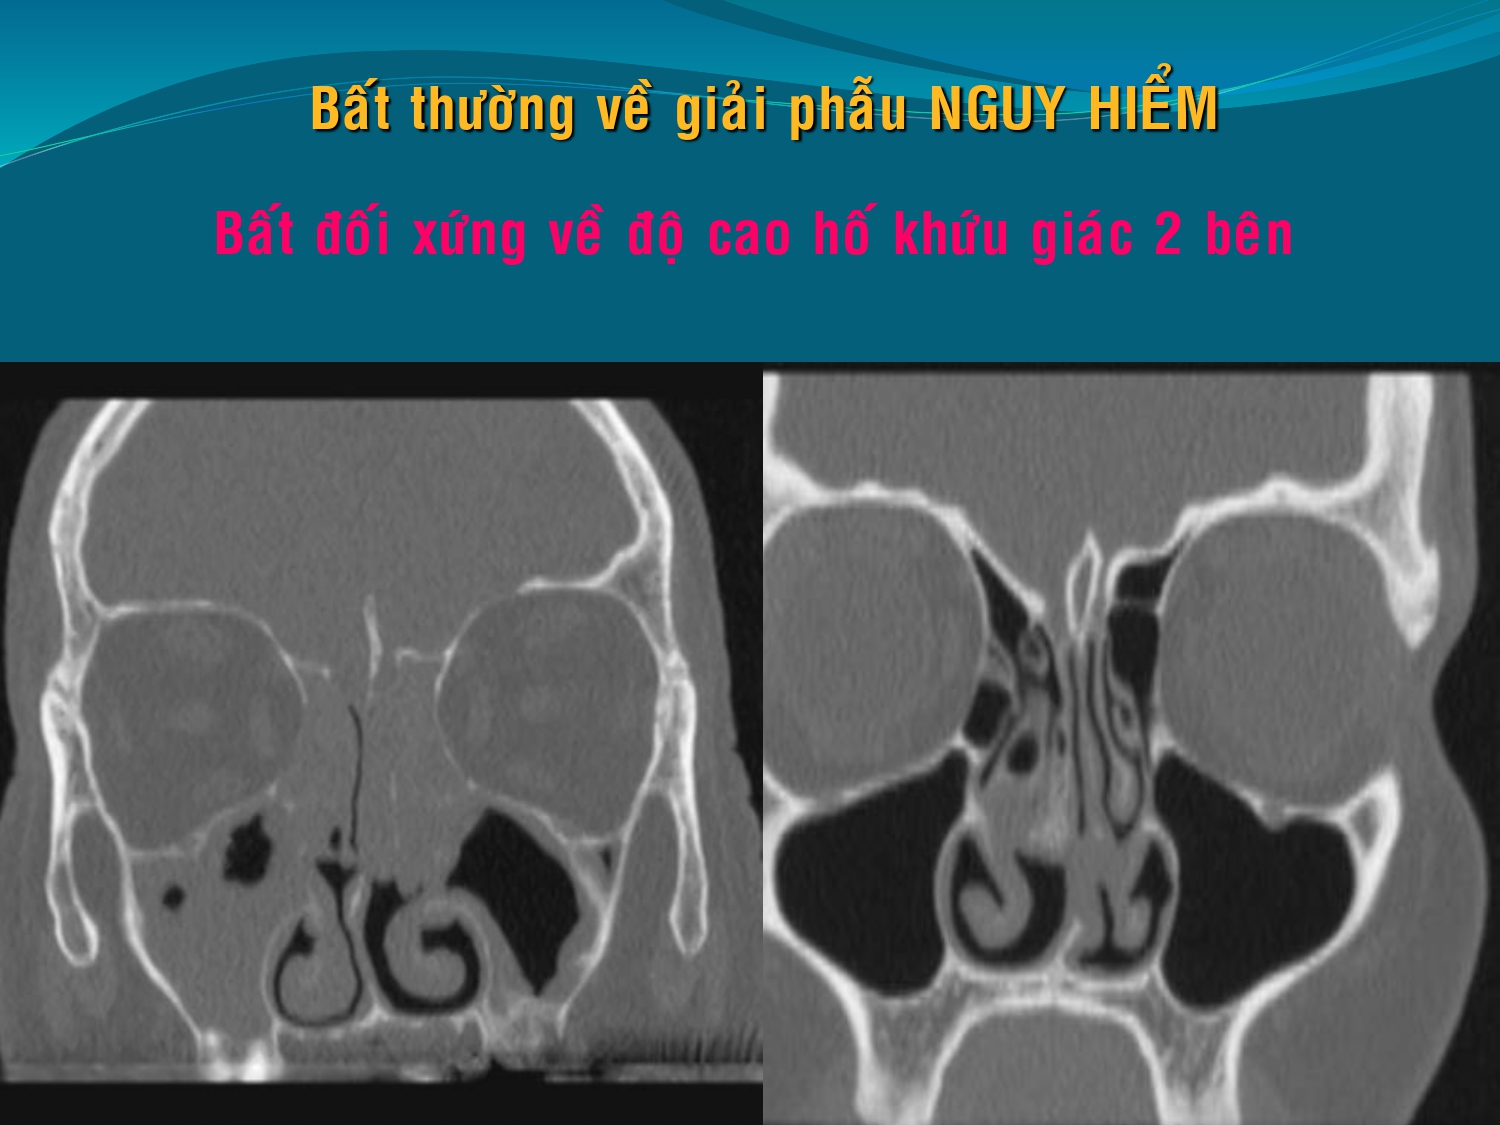 Bất thường về giải phẫu NGUY HIỂM
Bất đối xứng về độ cao hố khứu giác 2 bên